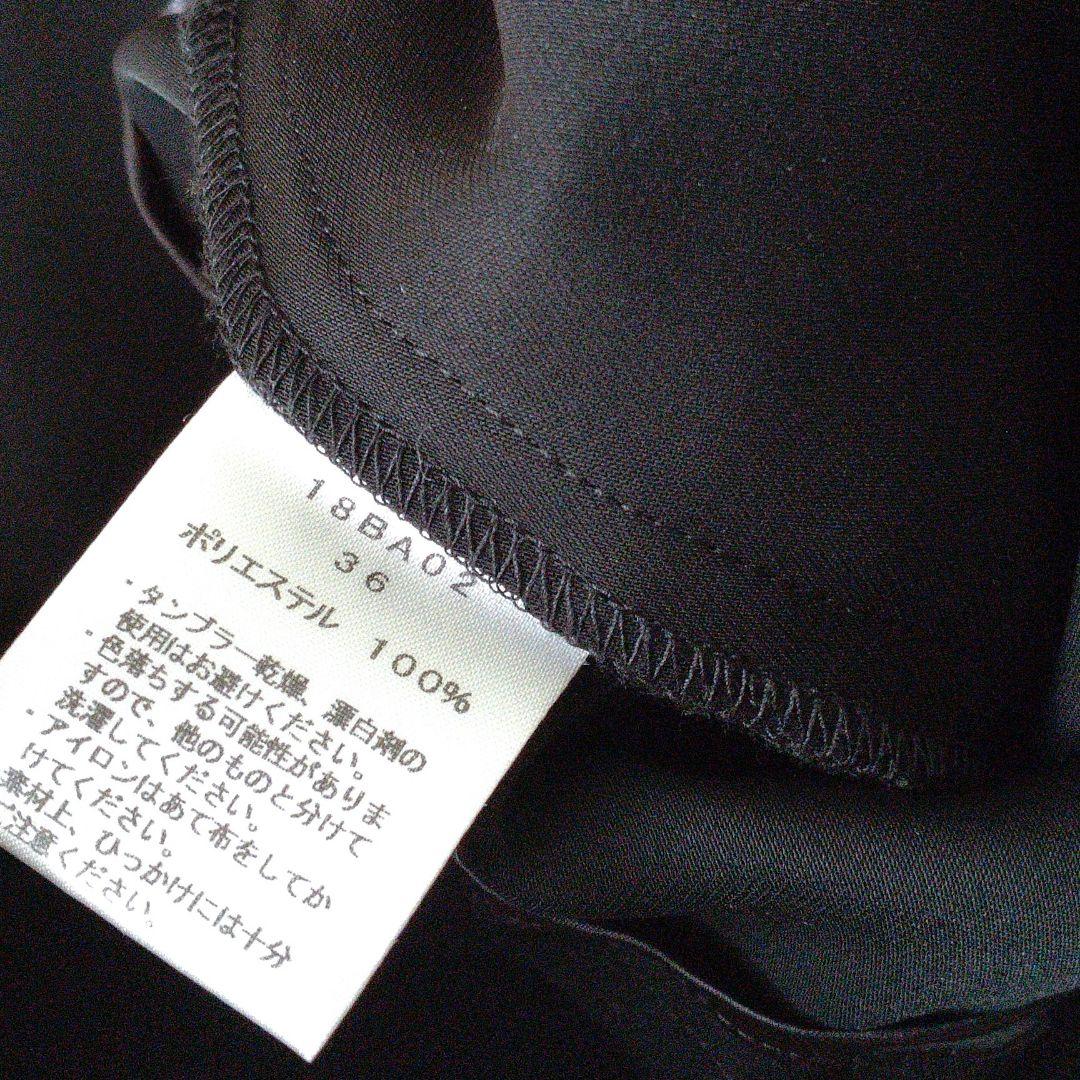 18BA02
36
ポリエステル 100%
・タンブラー乾燥、漂白剤の
使用はお避けください。
・色落ちする可能性がありま
すので、他のものと分けて
洗濯してください。
・アイロンはあて布をしてか
けてください。
素材上、ひっかけには十分
ご注意ください。